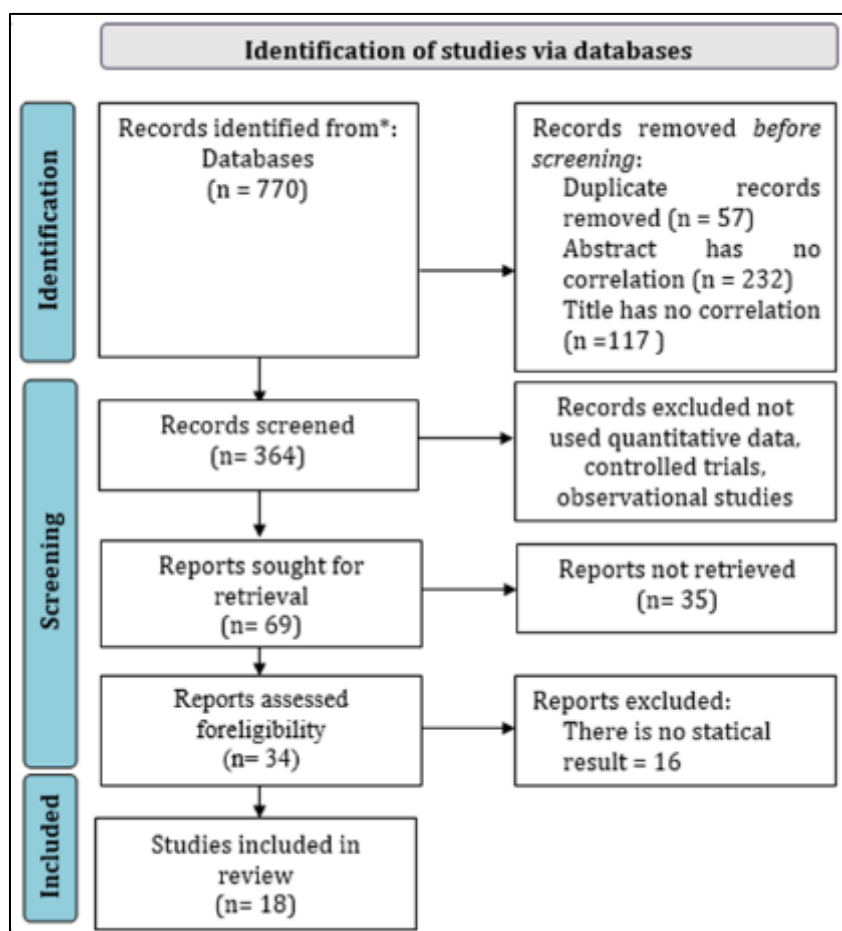 Identification of studies via databases
Identification
Records identified from*:
Databases
(n = 770)
Records removed before
screening:
Duplicate records
removed (n = 57)
Abstract has no
correlation (n = 232)
Title has no correlation
(n =117 )
Screening
Records screened
(n= 364)
Records excluded not
used quantitative data,
controlled trials,
observational studies
Reports sought for
retrieval
(n= 69)
Reports not retrieved
(n= 35)
Reports assessed
foreligibility
(n= 34)
Reports excluded:
There is no statical
result = 16
Included
Studies included in
review
(n= 18)